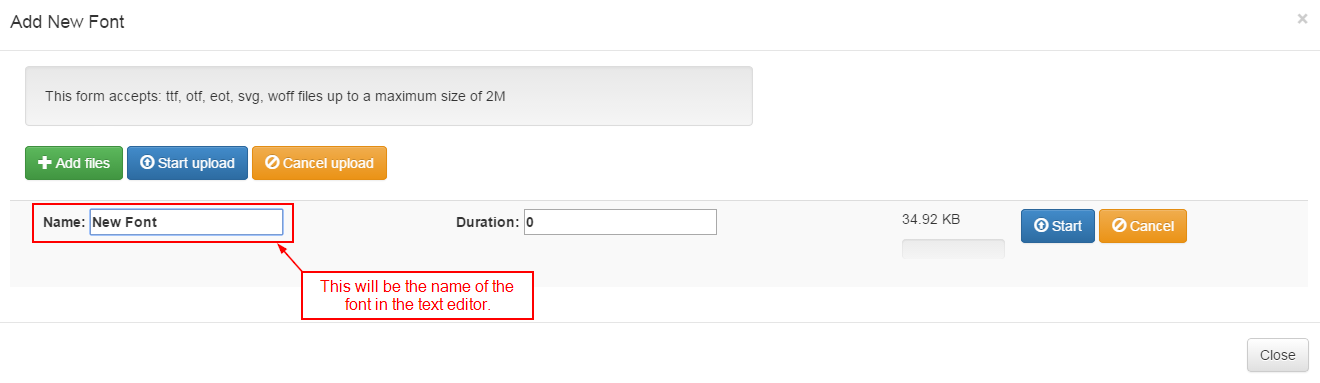 Add New Font ×
This form accepts: ttf, otf, eot, svg, woff files up to a maximum size of 2M
Add files Start upload Cancel upload
Name: New Font Duration: 0 34.92 KB Start Cancel
This will be the name of the
font in the text editor.
Close